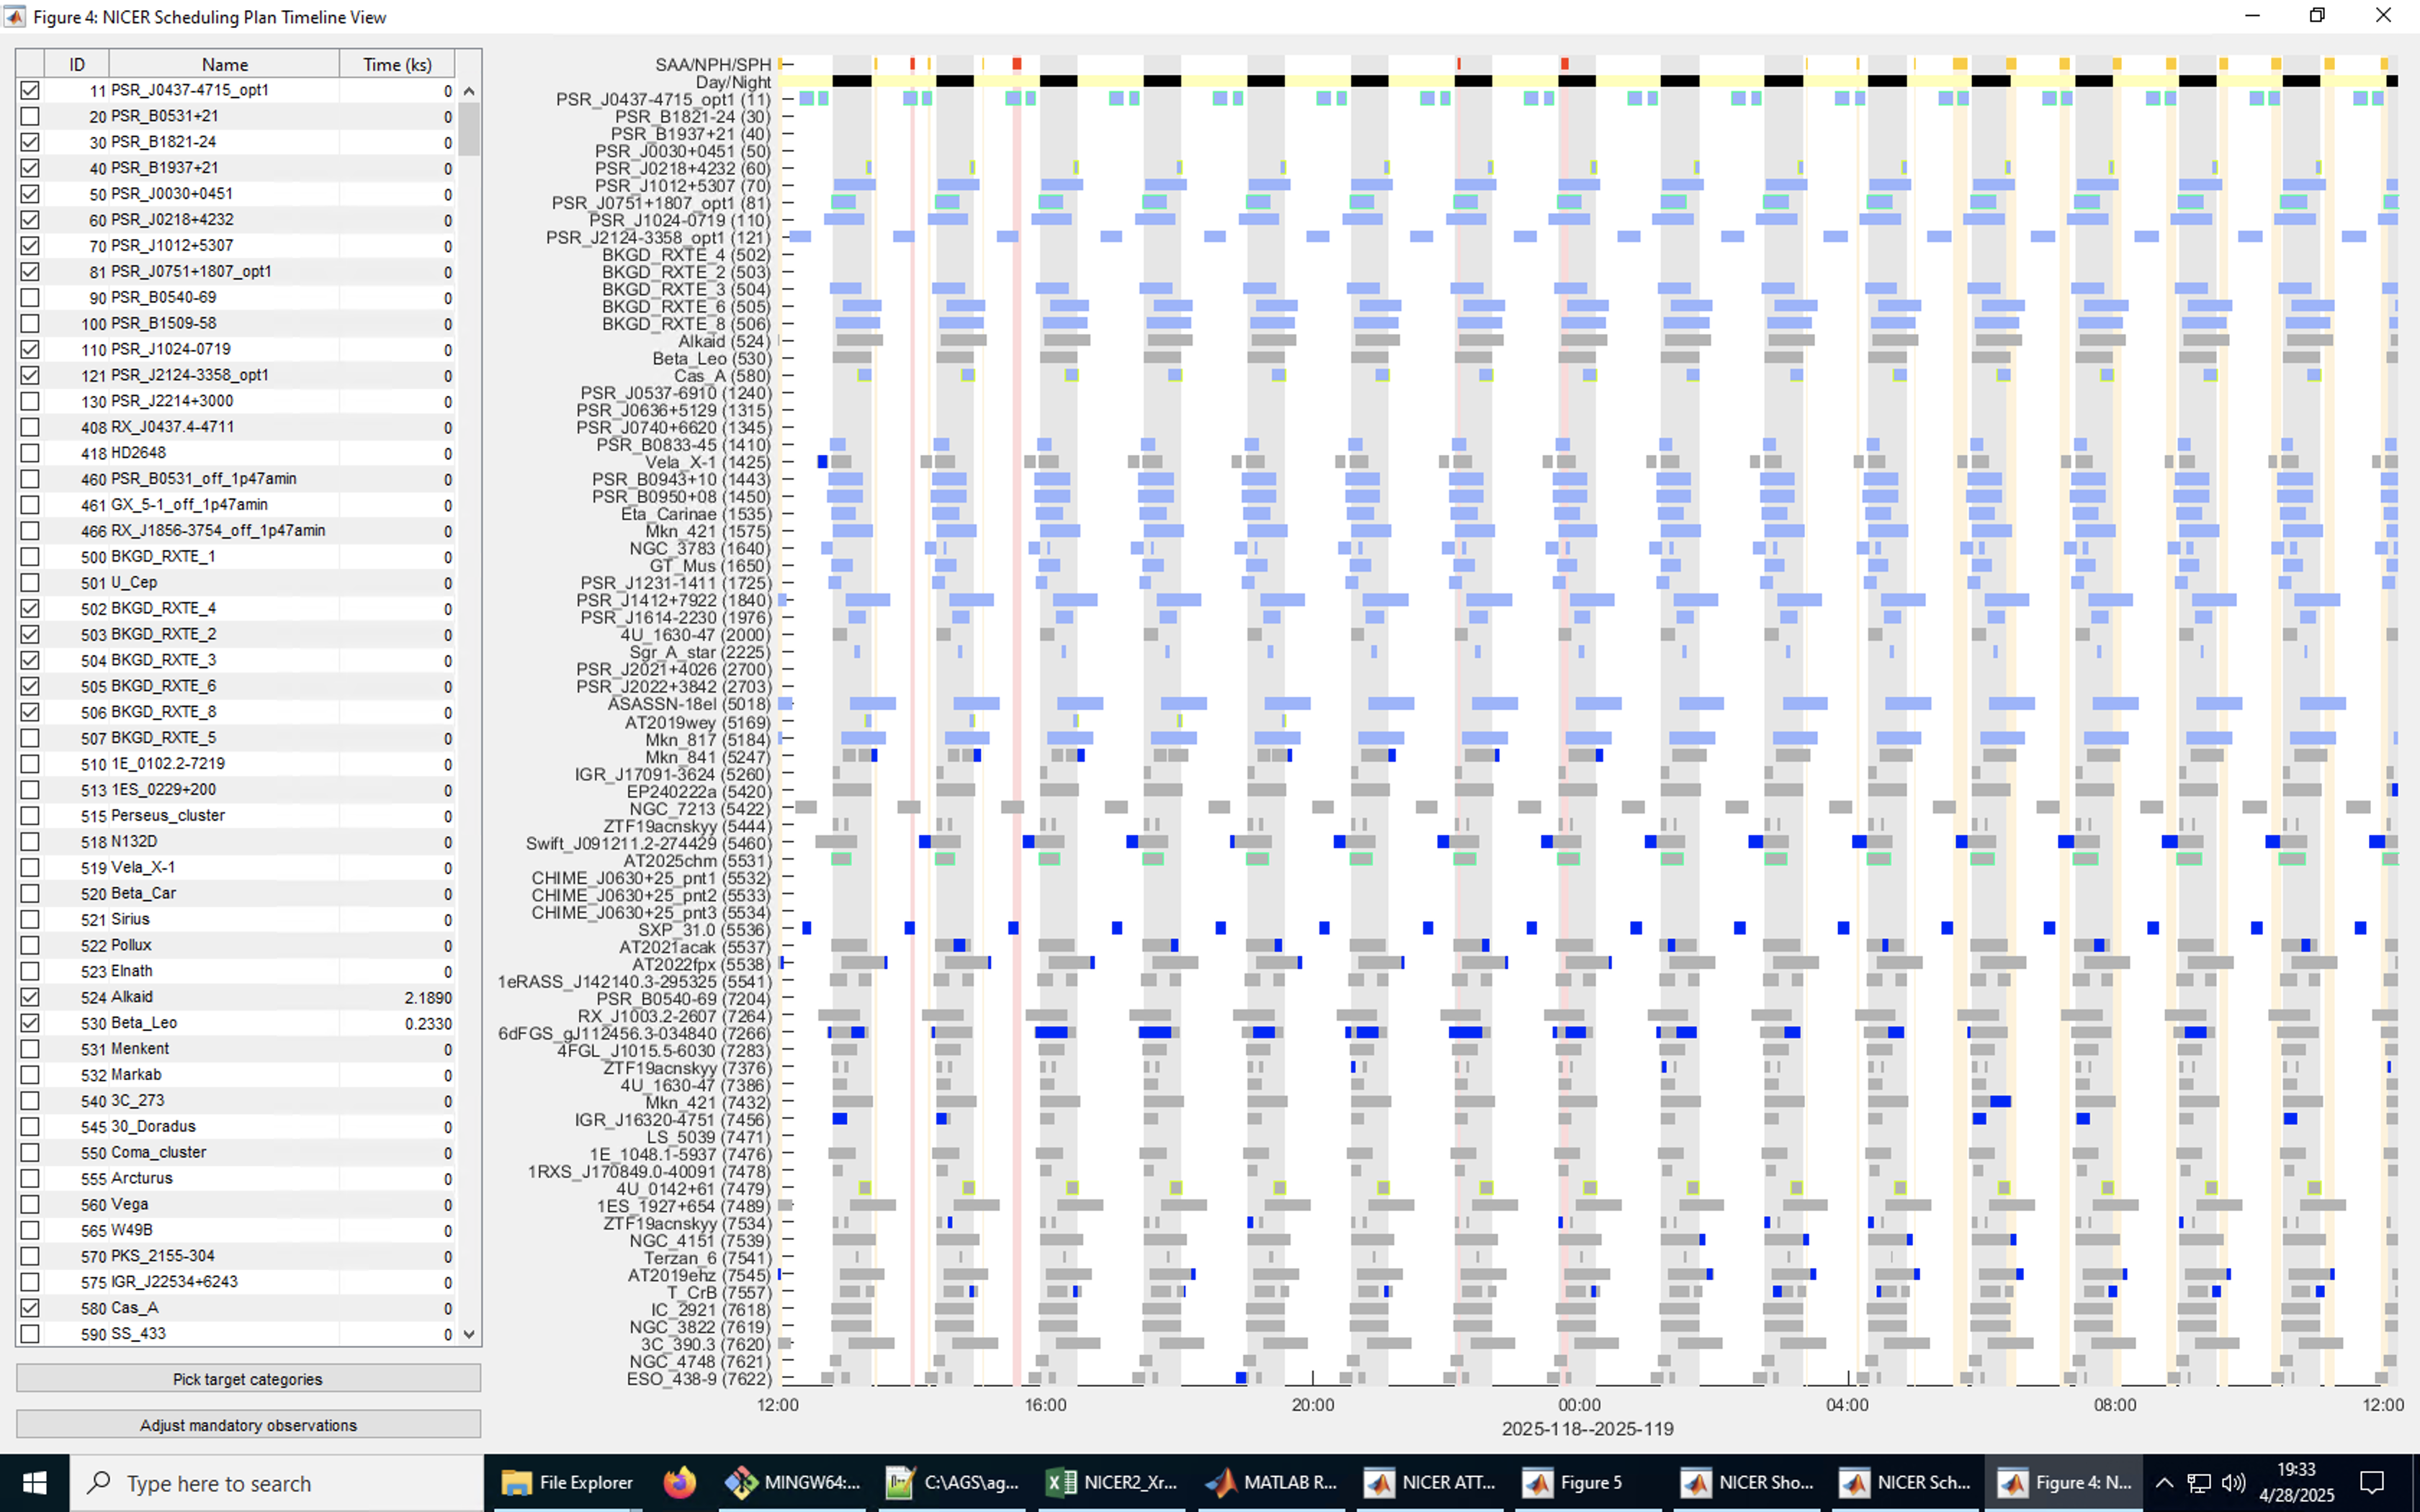 Figure 4: NICER Scheduling Plan Timeline View
ID Name Time (ks)
11 PSR_J0437-4715_opt1 0
20 PSR_B0531+21 0
30 PSR_B1821-24 0
40 PSR_B1937+21 0
50 PSR_J0030+0451 0
60 PSR_J0218+4232 0
70 PSR_J1012+5307 0
81 PSR_J0751+1807_opt1 0
90 PSR_B0540-69 0
100 PSR_B1509-58 0
110 PSR_J1024-0719 0
121 PSR_J2124-3358_opt1 0
130 PSR_J2214+3000 0
408 RX_J0437.4-4711 0
418 HD2648 0
460 PSR_B0531_off_1p47amin 0
461 GX_5-1_off_1p47amin 0
466 RX_J1856-3754_off_1p47amin 0
500 BKGD_RXTE_1 0
501 U_Cep 0
502 BKGD_RXTE_4 0
503 BKGD_RXTE_2 0
504 BKGD_RXTE_3 0
505 BKGD_RXTE_6 0
506 BKGD_RXTE_8 0
507 BKGD_RXTE_5 0
510 1E_0102.2-7219 0
513 1ES_0229+200 0
515 Perseus_cluster 0
518 N132D 0
519 Vela_X-1 0
520 Beta_Car 0
521 Sirius 0
522 Pollux 0
523 Elnath 0
524 Alkaid 2.1890
530 Beta_Leo 0.2330
531 Menkent 0
532 Markab 0
540 3C_273 0
545 30_Doradus 0
550 Coma_cluster 0
555 Arcturus 0
560 Vega 0
565 W49B 0
570 PKS_2155-304 0
575 IGR_J22534+6243 0
580 Cas_A 0
590 SS_433 0
Pick target categories
Adjust mandatory observations
SAA/NPH/SPH
Day/Night
PSR_J0437-4715_opt1 (11)
PSR_B1821-24 (30)
PSR_B1937+21 (40)
PSR_J0030+0451 (50)
PSR_J0218+4232 (60)
PSR_J1012+5307 (70)
PSR_J0751+1807_opt1 (81)
PSR_J1024-0719 (110)
PSR_J2124-3358_opt1 (121)
BKGD_RXTE_4 (502)
BKGD_RXTE_2 (503)
BKGD_RXTE_3 (504)
BKGD_RXTE_6 (505)
BKGD_RXTE_8 (506)
Alkaid (524)
Beta_Leo (530)
Cas_A (580)
PSR_J0537-6910 (1240)
PSR_J0636+5129 (1315)
PSR_J0740+6620 (1345)
PSR_B0833-45 (1410)
Vela_X-1 (1425)
PSR_B0943+10 (1443)
PSR_B0950+08 (1450)
Eta_Carinae (1535)
Mkn_421 (1575)
NGC_3783 (1640)
GT_Mus (1650)
PSR_J1231-1411 (1725)
PSR_J1412+7922 (1840)
PSR_J1614-2230 (1976)
4U_1630-47 (2000)
Sgr_A_star (2225)
PSR_J2021+4026 (2700)
PSR_J2022+3842 (2703)
ASASSN-18el (5018)
AT2019wey (5169)
Mkn_817 (5184)
Mkn_841 (5247)
IGR_J17091-3624 (5260)
EP240222a (5420)
NGC_7213 (5422)
ZTF19acnskyy (5444)
Swift_J091211.2-274429 (5460)
AT2025chm (5531)
CHIME_J0630+25_pnt1 (5532)
CHIME_J0630+25_pnt2 (5533)
CHIME_J0630+25_pnt3 (5534)
SXP_31.0 (5536)
AT2021acak (5537)
AT2022fpx (5538)
1eRASS_J142140.3-295325 (5541)
PSR_B0540-69 (7204)
RX_J1003.2-2607 (7264)
6dFGS_gJ112456.3-034840 (7266)
4FGL_J1015.5-6030 (7283)
ZTF19acnskyy (7376)
4U_1630-47 (7386)
Mkn_421 (7432)
IGR_J16320-4751 (7456)
LS_5039 (7471)
1E_1048.1-5937 (7476)
1RXS_J170849.0-40091 (7478)
4U_0142+61 (7479)
1ES_1927+654 (7489)
ZTF19acnskyy (7534)
NGC_4151 (7539)
Terzan_6 (7541)
AT2019ehz (7545)
T_CrB (7557)
IC_2921 (7618)
NGC_3822 (7619)
3C_390.3 (7620)
NGC_4748 (7621)
ESO_438-9 (7622)
12:00 16:00 20:00 00:00 04:00 08:00 12:00
2025-118--2025-119
Type here to search
File Explorer
MINGW64:...
C:\AGS\ag...
NICER2_Xr...
MATLAB R...
NICER ATT...
Figure 5
NICER Sho...
NICER Sch...
Figure 4: N...
19:33
4/28/2025